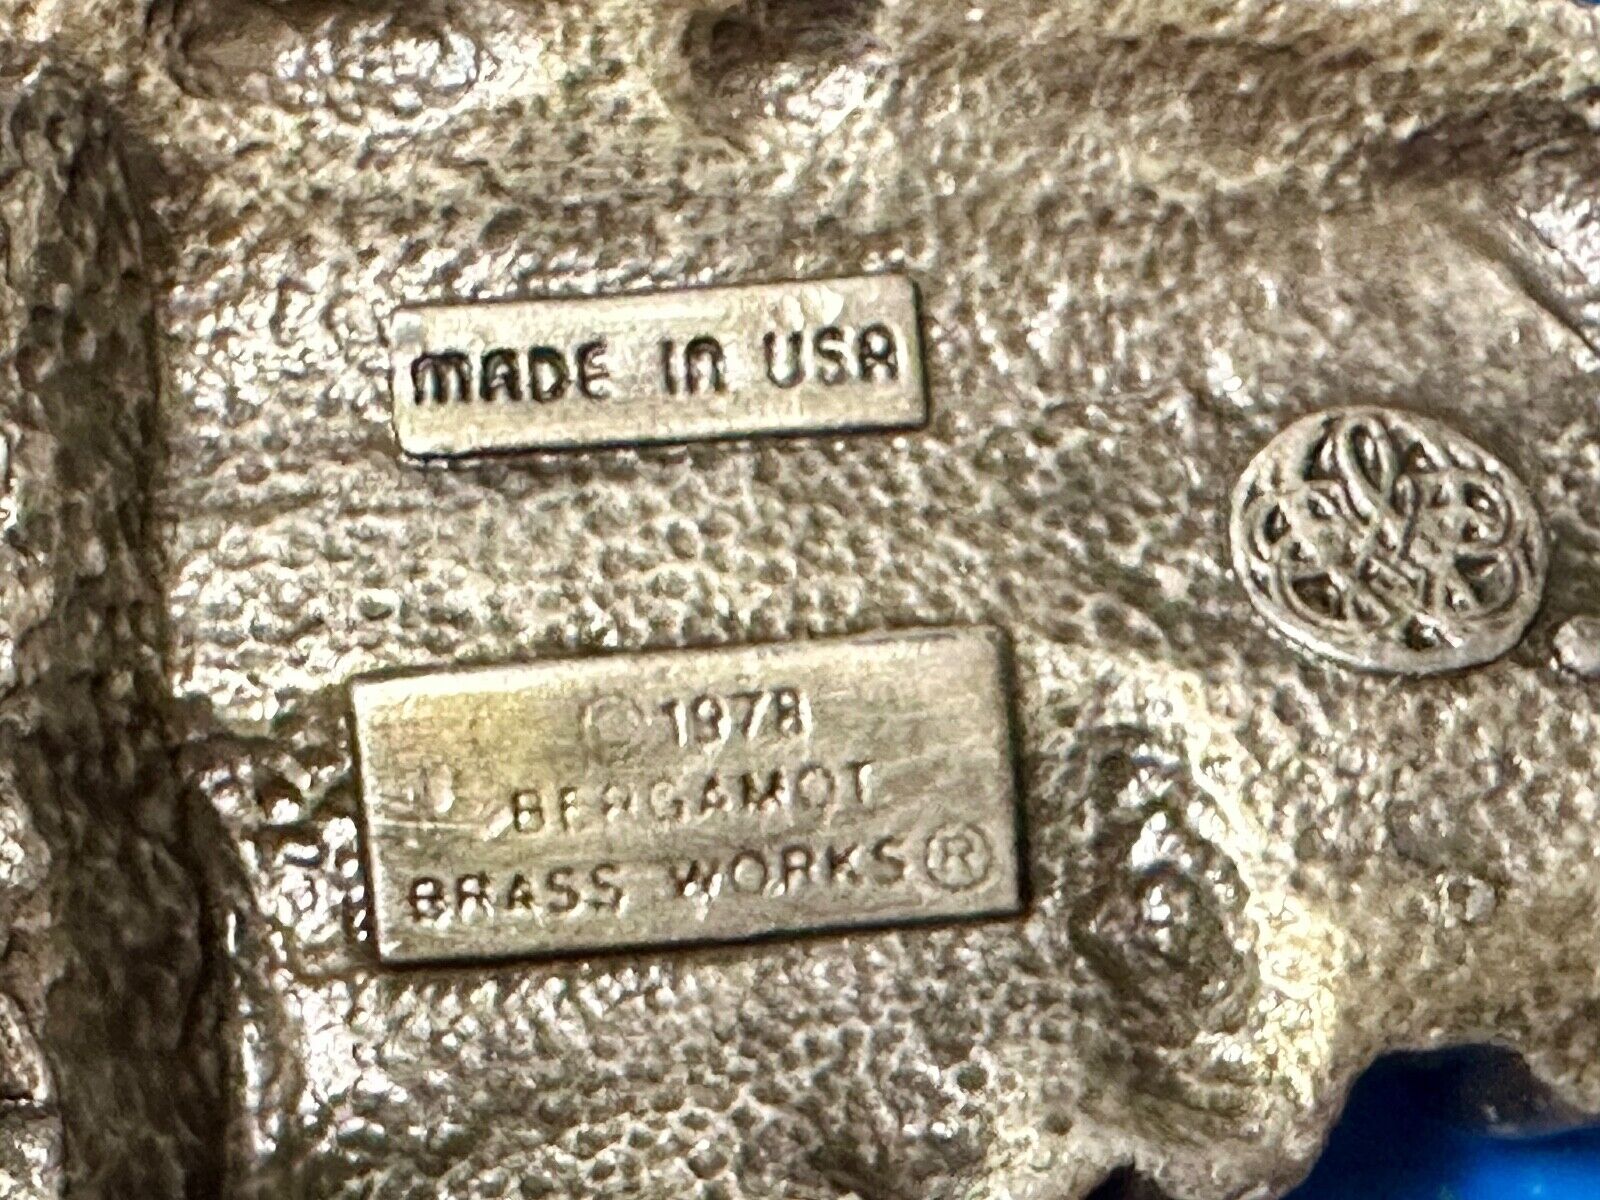 MADE IN USA
© 1978
BERGAMOT
BRASS WORKS ®